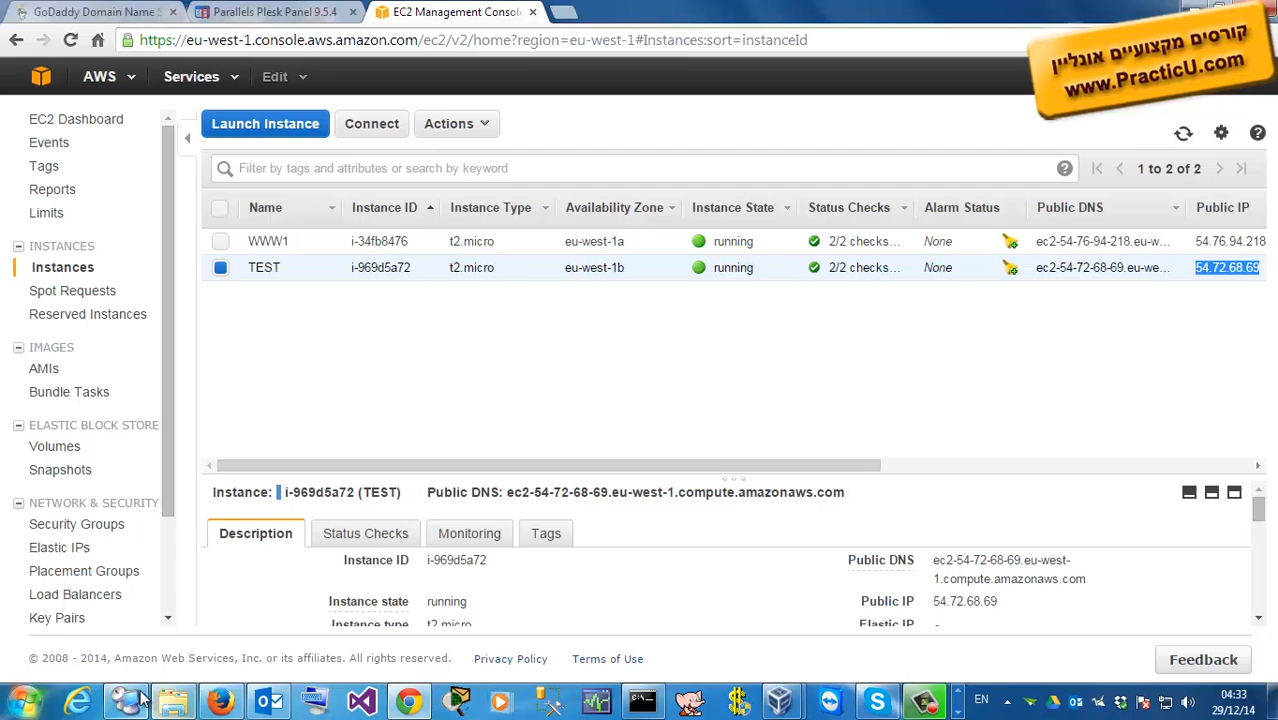 GoDaddy Domain Name S
Parallels Plesk Panel 9.5.4
EC2 Management Consol
https://eu-west-1.console.aws.amazon.com/ec2/v2/home?region=eu-west-1#Instances:sort=instanceId
קורסים מקצועיים אונליין
www.PracticU.com
AWS Services Edit
EC2 Dashboard
Events
Tags
Reports
Limits
INSTANCES
Instances
Spot Requests
Reserved Instances
IMAGES
AMIs
Bundle Tasks
ELASTIC BLOCK STORE
Volumes
Snapshots
NETWORK & SECURITY
Security Groups
Elastic IPs
Placement Groups
Load Balancers
Key Pairs
Launch Instance Connect Actions
Filter by tags and attributes or search by keyword
1 to 2 of 2
Name Instance ID Instance Type Availability Zone Instance State Status Checks Alarm Status Public DNS Public IP
WWW1 i-34fb8476 t2.micro eu-west-1a running 2/2 checks... None ec2-54-76-94-218.eu-w... 54.76.94.218
TEST i-969d5a72 t2.micro eu-west-1b running 2/2 checks... None ec2-54-72-68-69.eu-we... 54.72.68.69
Instance: i-969d5a72 (TEST) Public DNS: ec2-54-72-68-69.eu-west-1.compute.amazonaws.com
Description Status Checks Monitoring Tags
Instance ID i-969d5a72 Public DNS ec2-54-72-68-69.eu-west-
1.compute.amazonaws.com
Instance state running Public IP 54.72.68.69
Instance type t2.micro Elastic IP -
© 2008 - 2014, Amazon Web Services, Inc. or its affiliates. All rights reserved. Privacy Policy Terms of Use Feedback
EN 04:33
29/12/14